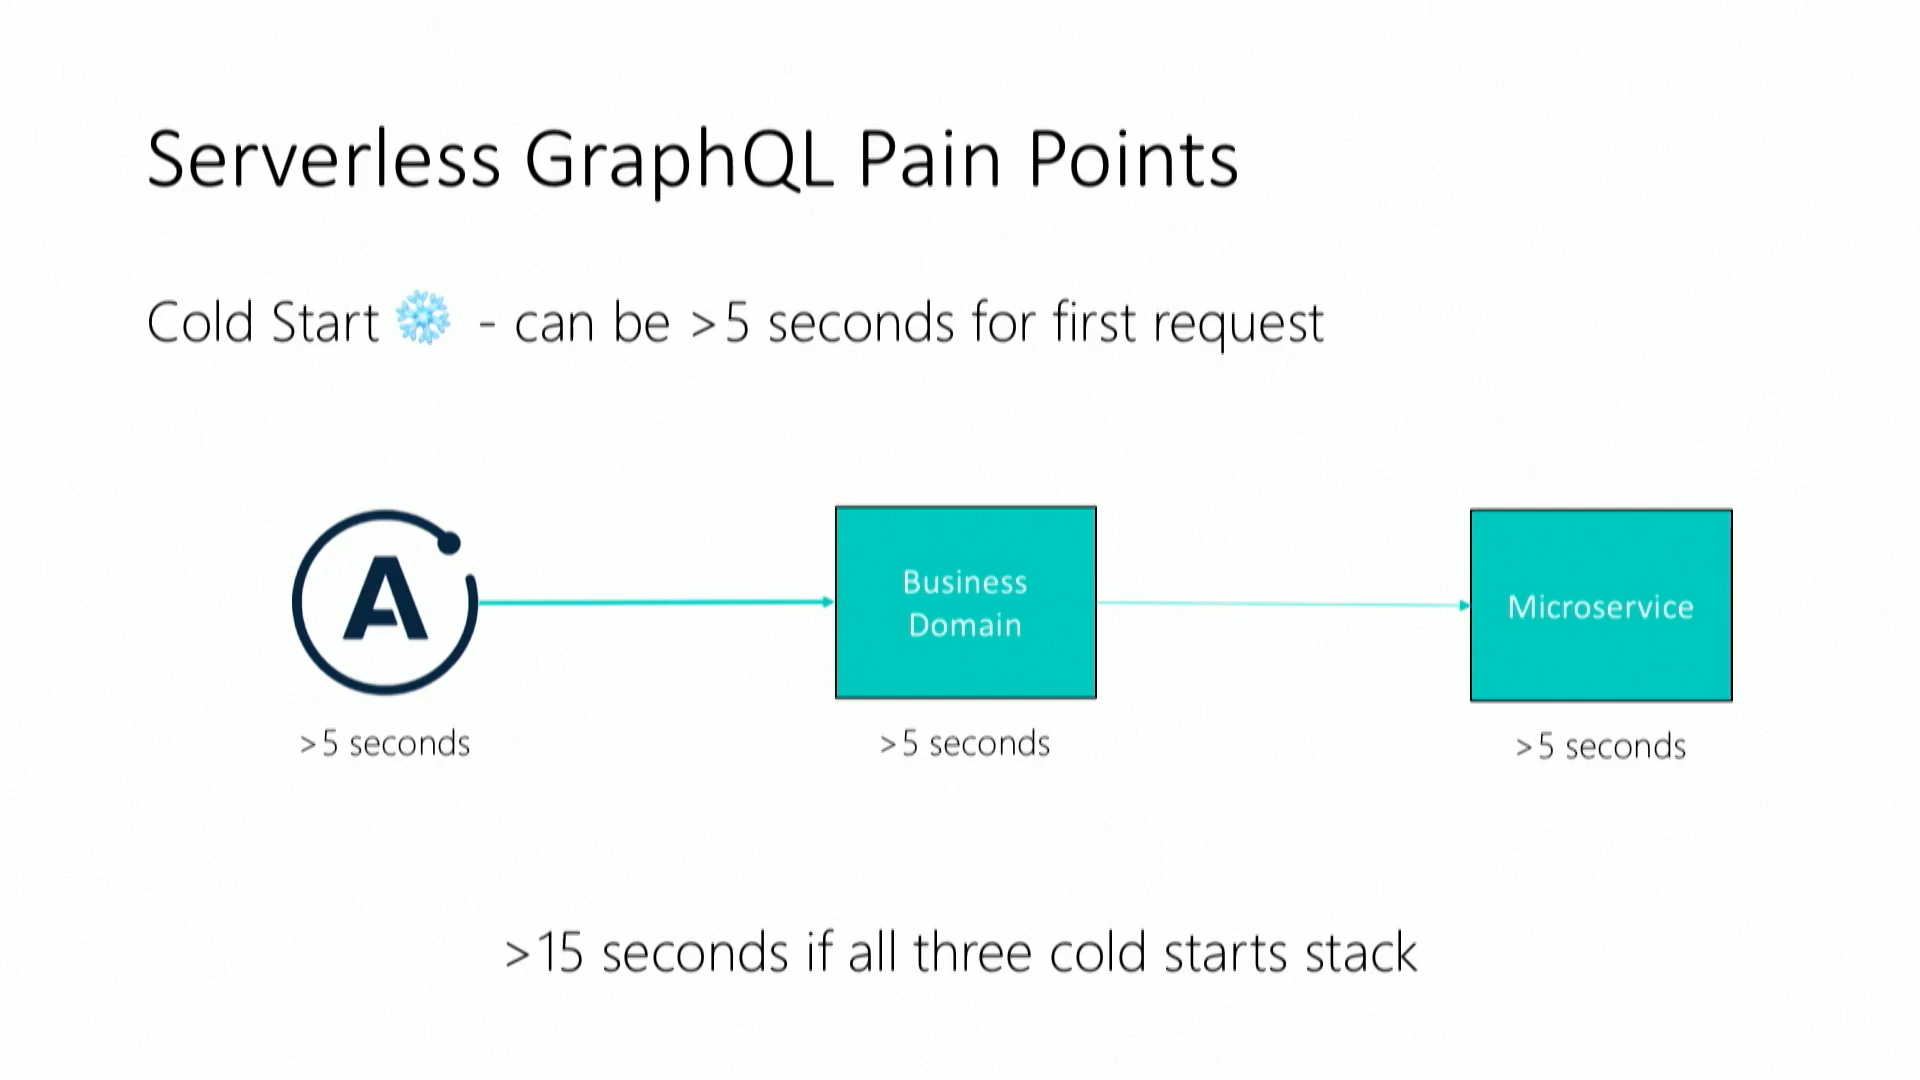 Serverless GraphQL Pain Points
Cold Start ❄ - can be >5 seconds for first request
A
Business
Domain
Microservice
>5 seconds
>5 seconds
>5 seconds
>15 seconds if all three cold starts stack